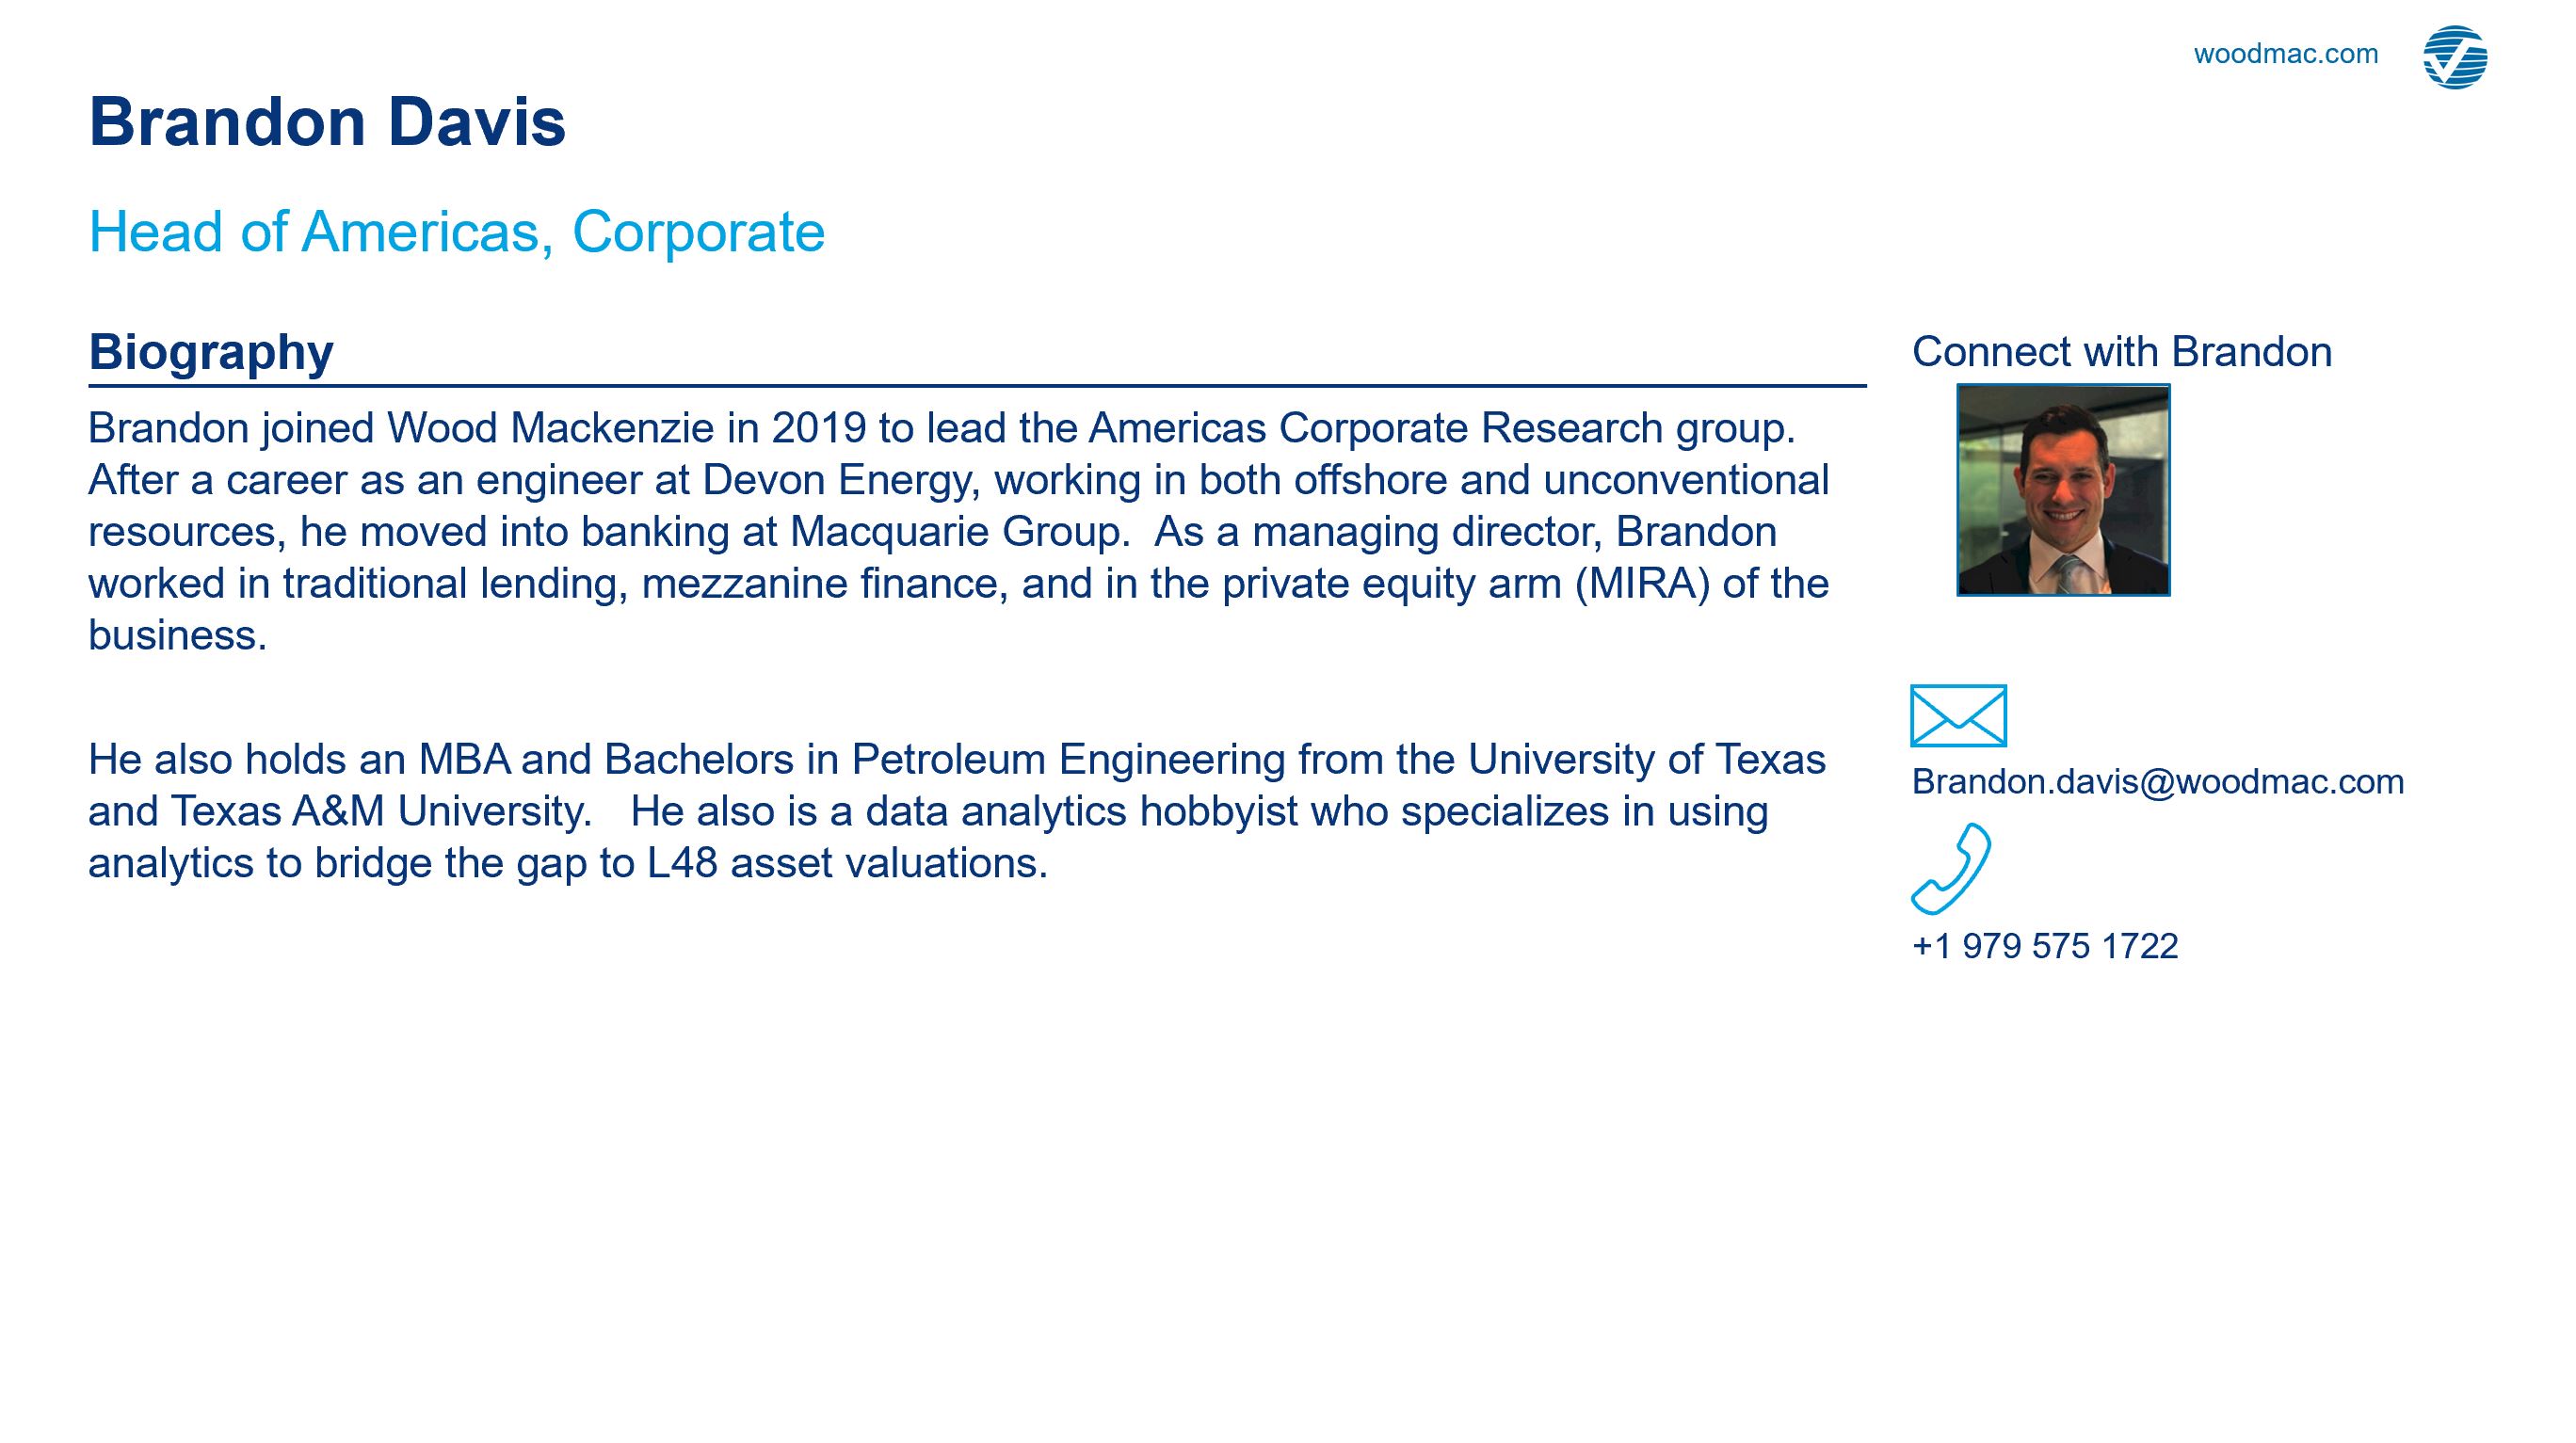 woodmac.com
Brandon Davis
Head of Americas, Corporate
Biography
Brandon joined Wood Mackenzie in 2019 to lead the Americas Corporate Research group.
After a career as an engineer at Devon Energy, working in both offshore and unconventional
resources, he moved into banking at Macquarie Group.  As a managing director, Brandon
worked in traditional lending, mezzanine finance, and in the private equity arm (MIRA) of the
business.
He also holds an MBA and Bachelors in Petroleum Engineering from the University of Texas
and Texas A&M University.   He also is a data analytics hobbyist who specializes in using
analytics to bridge the gap to L48 asset valuations.
Connect with Brandon
Brandon.davis@woodmac.com
+1 979 575 1722